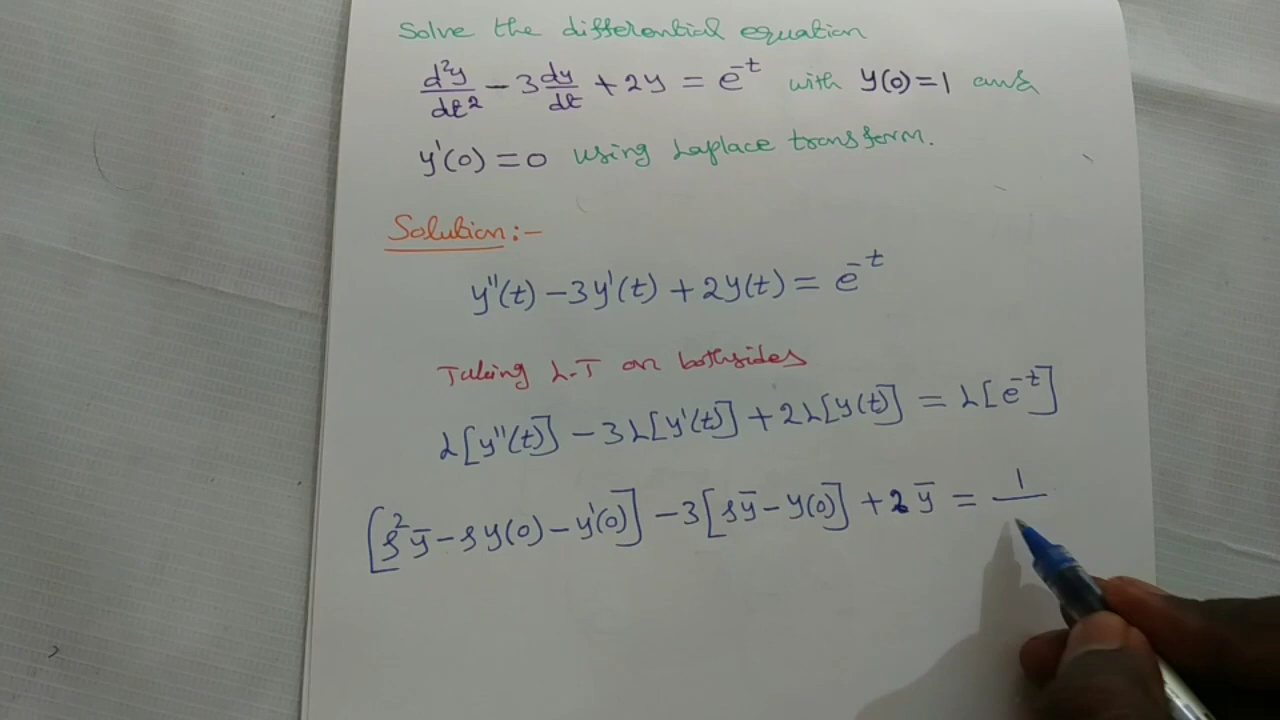 Solve the differential equation
d²y/dt² - 3 dy/dt + 2y = e^-t with y(0)=1 and
y'(0)=0 using Laplace transform.
Solution:-
y''(t) - 3y'(t) + 2y(t) = e^-t
Taking L.T on bothsides
L[y''(t)] - 3L[y'(t)] + 2L[y(t)] = L[e^-t]
[s²ȳ - sy(0) - y'(0)] - 3[sȳ - y(0)] + 2ȳ = 1/